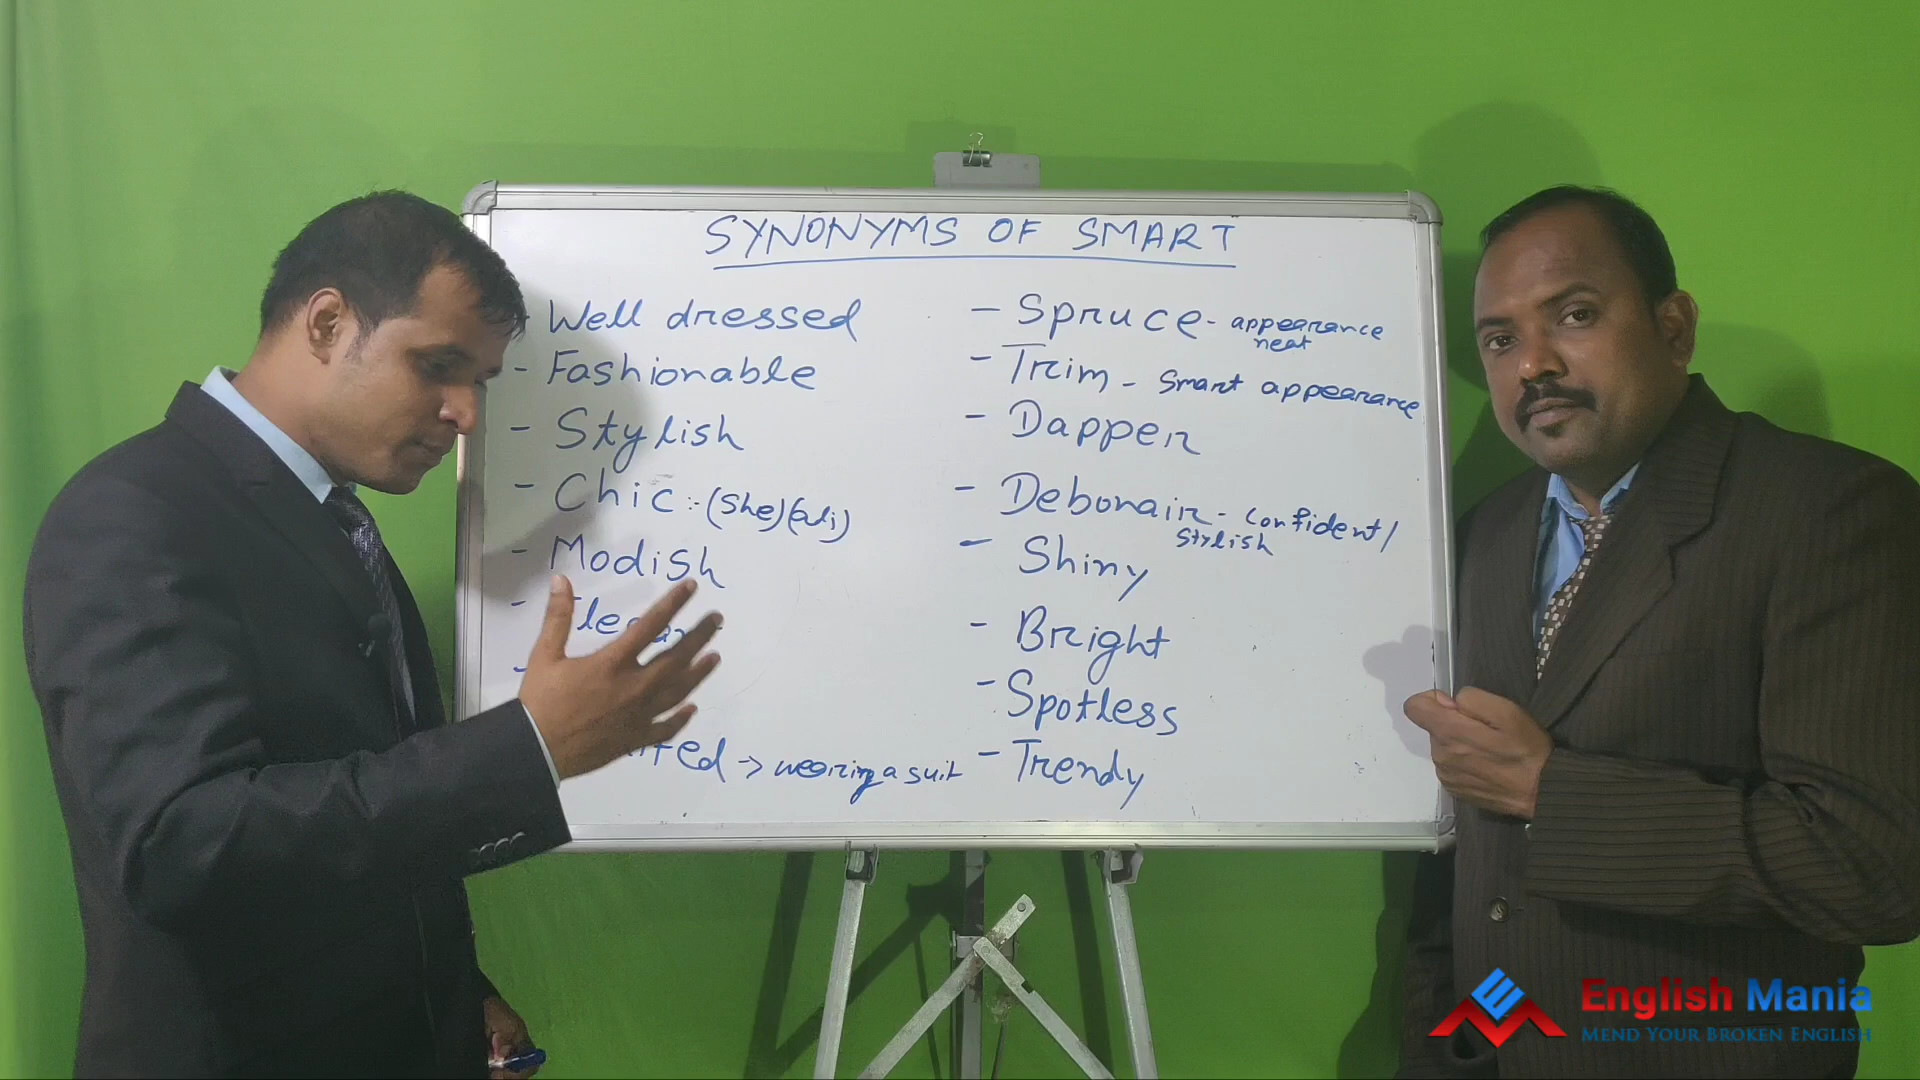 SYNONYMS OF SMART
- Well dressed
- Fashionable
- Stylish
- Chic :- (She) (adj)
- Modish
-
-
→ wearing a suit
- Spruce - appearance
neat
- Trim - Smart appearance
- Dapper
- Debonair - Confident/
Stylish
- Shiny
- Bright
- Spotless
- Trendy
English Mania
MEND YOUR BROKEN ENGLISH